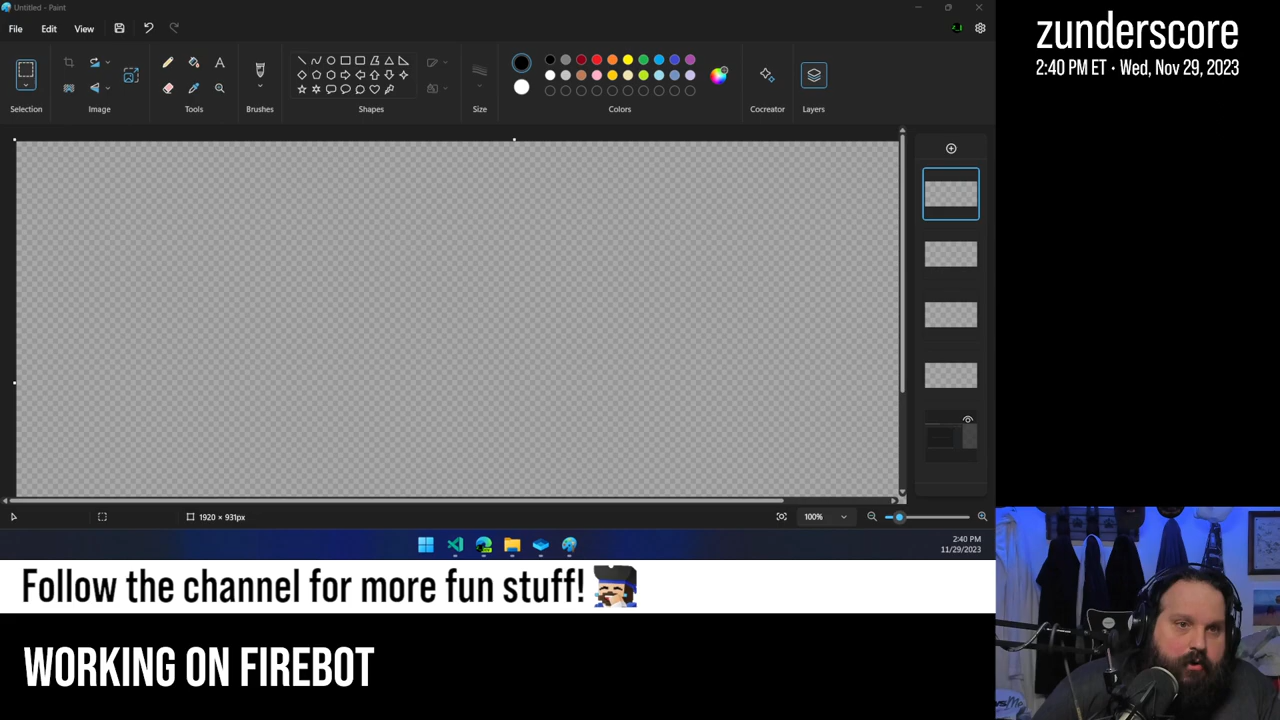 Untitled - Paint
File
Edit
View
Selection
Image
Tools
Brushes
Shapes
Size
Colors
Cocreator
Layers
1920 × 931px
100%
2:40 PM
11/29/2023
zunderscore
2:40 PM ET · Wed, Nov 29, 2023
Follow the channel for more fun stuff!
WORKING ON FIREBOT